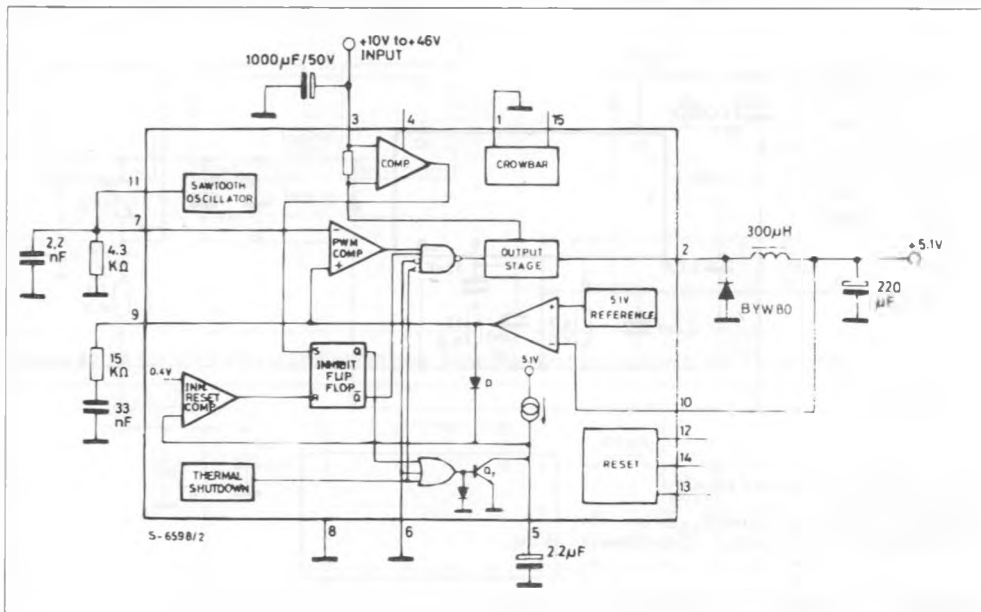 +10V to+46V
INPUT
1000µF/50V
3
4
1
15
COMP
CROWBAR
11
SAWTOOTH
OSCILLATOR
7
2,2
nF
4.3
KΩ
-
PWM
COMP
+
OUTPUT
STAGE
2
300µH
+5.1V
BYW80
220
µF
51V
REFERENCE
+
-
9
15
KΩ
33
nF
0.4V
INH.
RESET
COMP.
S
Q
INHIBIT
FLIP
FLOP
R
Q̅
D
5.1V
10
12
RESET
14
13
THERMAL
SHUTDOWN
S-6598/2
8
6
5
2.2µF